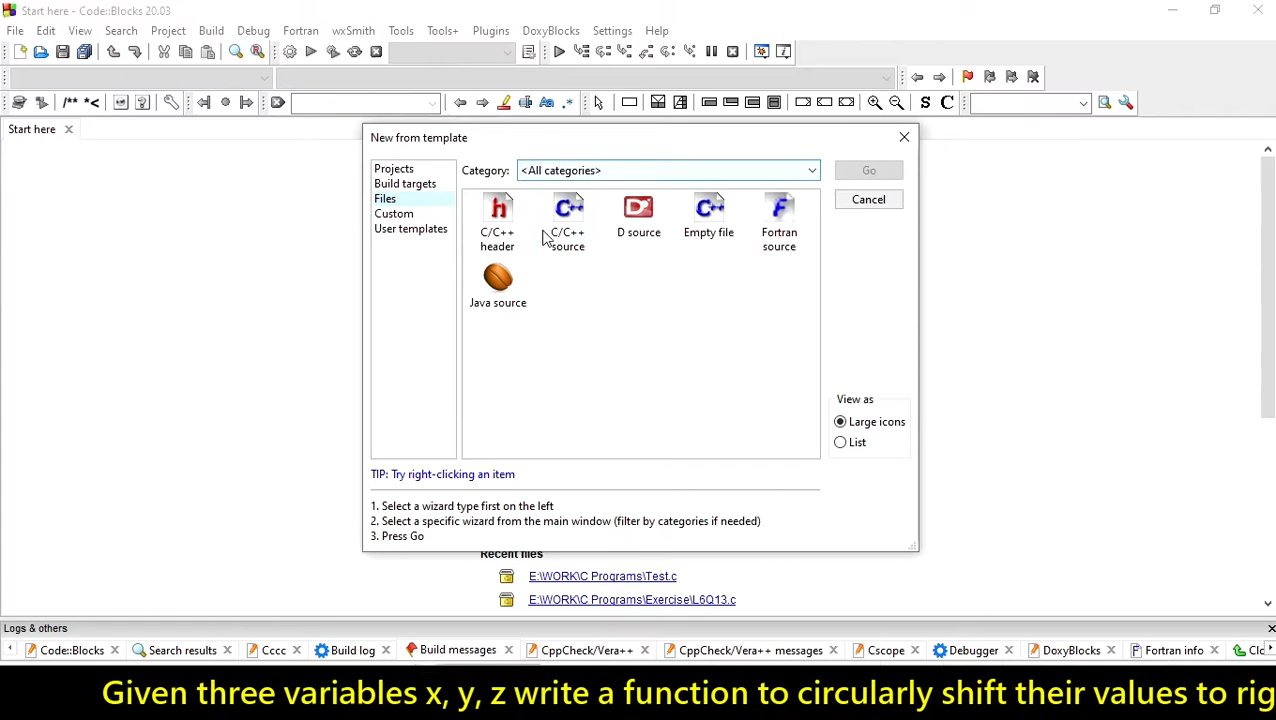 Start here - Code::Blocks 20.03
File Edit View Search Project Build Debug Fortran wxSmith Tools Tools+ Plugins DoxyBlocks Settings Help
/** *<
Aa .*
S C
Start here
New from template
Projects
Build targets
Files
Custom
User templates
Category: <All categories>
Go
Cancel
C/C++ header
C/C++ source
D source
Empty file
Fortran source
Java source
View as
Large icons
List
TIP: Try right-clicking an item
1. Select a wizard type first on the left
2. Select a specific wizard from the main window (filter by categories if needed)
3. Press Go
Recent files
E:\WORK\C Programs\Test.c
E:\WORK\C Programs\Exercise\L6Q13.c
Logs & others
Code::Blocks Search results Cccc Build log Build messages CppCheck/Vera++ CppCheck/Vera++ messages Cscope Debugger DoxyBlocks Fortran info Clo
Given three variables x, y, z write a function to circularly shift their values to rig